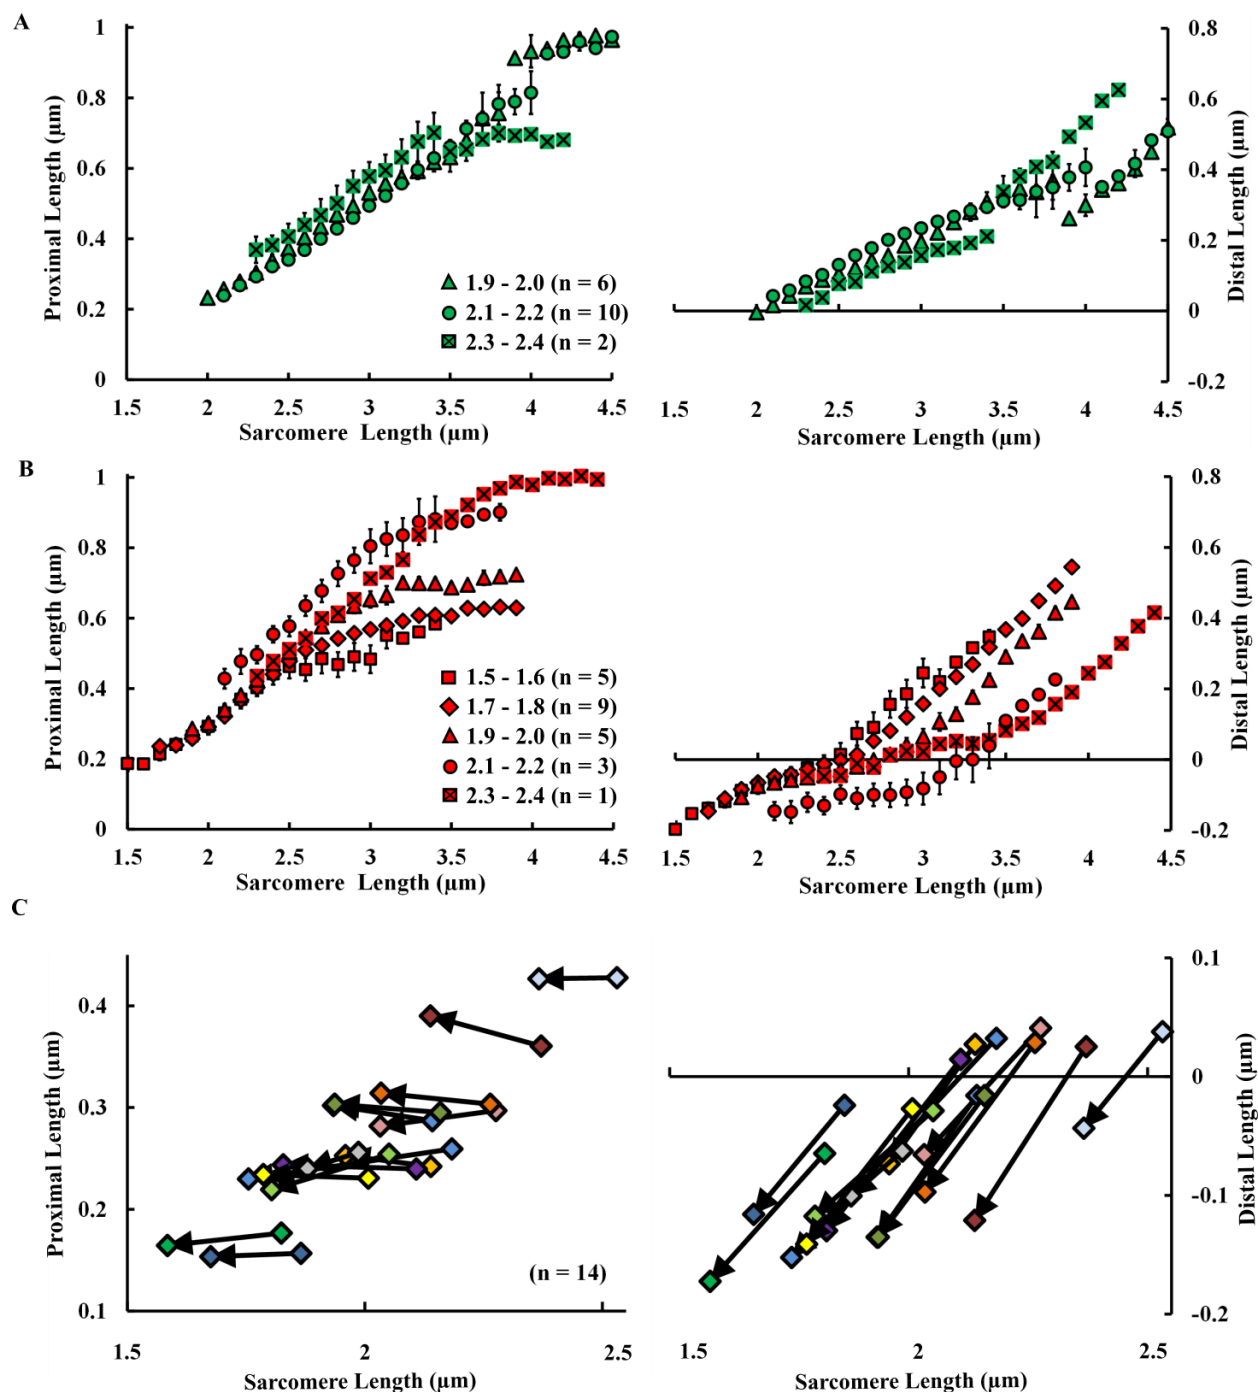 A
Proximal Length (µm)
1
0.8
0.6
0.4
0.2
0
1.9 - 2.0 (n = 6)
2.1 - 2.2 (n = 10)
2.3 - 2.4 (n = 2)
1.5 2 2.5 3 3.5 4 4.5
Sarcomere Length (µm)
0.8
0.6
0.4
0.2
0
-0.2
Distal Length (µm)
1.5 2 2.5 3 3.5 4 4.5
Sarcomere Length (µm)
B
Proximal Length (µm)
1
0.8
0.6
0.4
0.2
0
1.5 - 1.6 (n = 5)
1.7 - 1.8 (n = 9)
1.9 - 2.0 (n = 5)
2.1 - 2.2 (n = 3)
2.3 - 2.4 (n = 1)
1.5 2 2.5 3 3.5 4 4.5
Sarcomere Length (µm)
0.8
0.6
0.4
0.2
0
-0.2
Distal Length (µm)
1.5 2 2.5 3 3.5 4 4.5
Sarcomere Length (µm)
C
Proximal Length (µm)
0.4
0.3
0.2
0.1
(n = 14)
1.5 2 2.5
Sarcomere Length (µm)
0.1
0
-0.1
-0.2
Distal Length (µm)
1.5 2 2.5
Sarcomere Length (µm)